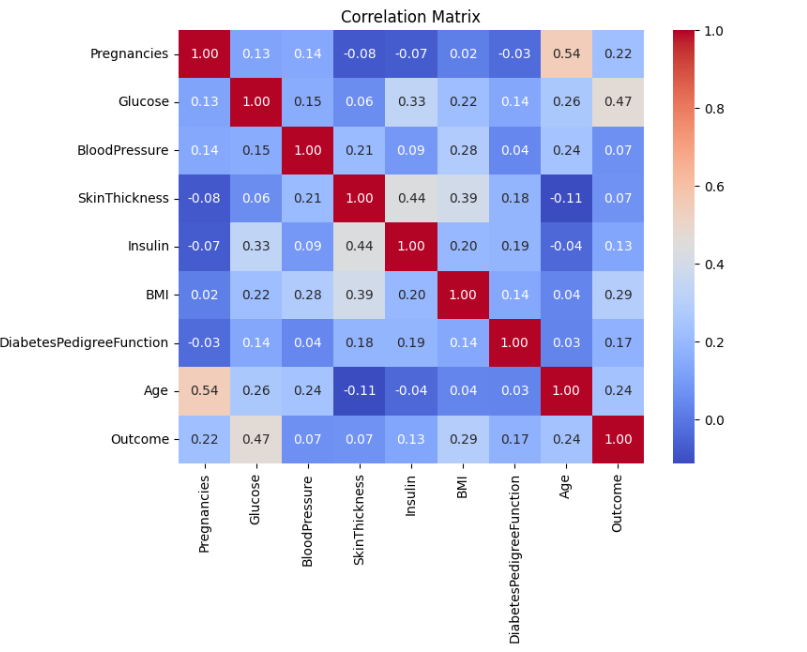 Correlation Matrix
Pregnancies 1.00 0.13 0.14 -0.08 -0.07 0.02 -0.03 0.54 0.22
Glucose 0.13 1.00 0.15 0.06 0.33 0.22 0.14 0.26 0.47
BloodPressure 0.14 0.15 1.00 0.21 0.09 0.28 0.04 0.24 0.07
SkinThickness -0.08 0.06 0.21 1.00 0.44 0.39 0.18 -0.11 0.07
Insulin -0.07 0.33 0.09 0.44 1.00 0.20 0.19 -0.04 0.13
BMI 0.02 0.22 0.28 0.39 0.20 1.00 0.14 0.04 0.29
DiabetesPedigreeFunction -0.03 0.14 0.04 0.18 0.19 0.14 1.00 0.03 0.17
Age 0.54 0.26 0.24 -0.11 -0.04 0.04 0.03 1.00 0.24
Outcome 0.22 0.47 0.07 0.07 0.13 0.29 0.17 0.24 1.00
Pregnancies
Glucose
BloodPressure
SkinThickness
Insulin
BMI
DiabetesPedigreeFunction
Age
Outcome
1.0
0.8
0.6
0.4
0.2
0.0